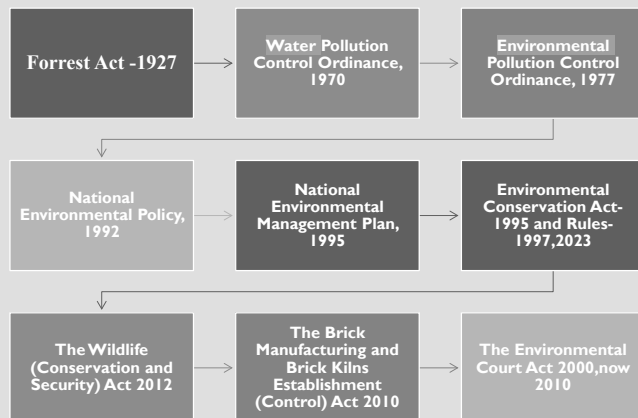 Forrest Act -1927
Water Pollution
Control Ordinance,
1970
Environmental
Pollution Control
Ordinance, 1977
National
Environmental Policy,
1992
National
Environmental
Management Plan,
1995
Environmental
Conservation Act-
1995 and Rules-
1997,2023
The Wildlife
(Conservation and
Security) Act 2012
The Brick
Manufacturing and
Brick Kilns
Establishment
(Control) Act 2010
The Environmental
Court Act 2000,now
2010